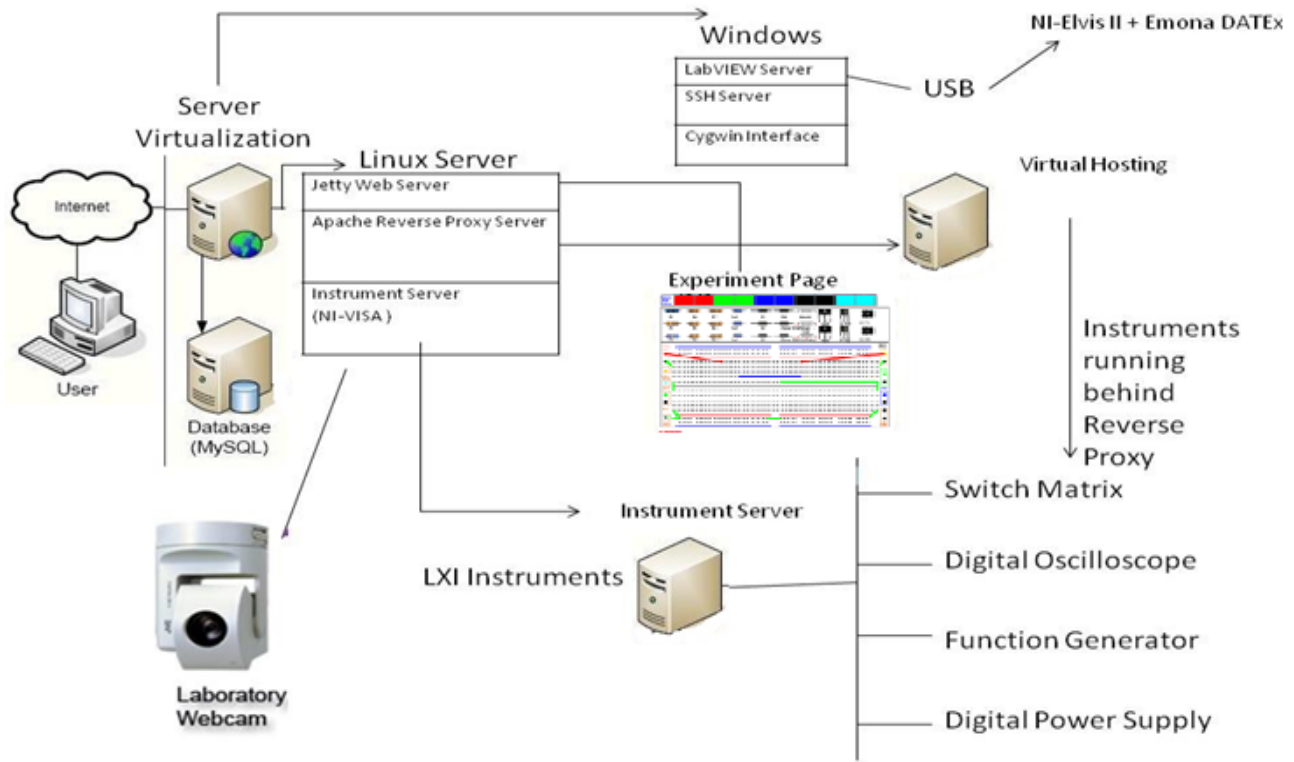 Windows
NI-Elvis II + Emona DATEx
LabVIEW Server
SSH Server
Cygwin Interface
USB
Server
Virtualization
Linux Server
Jetty Web Server
Apache Reverse Proxy Server
Instrument Server
(NI-VISA )
Internet
User
Database
(MySQL)
Virtual Hosting
Experiment Page
Instruments
running
behind
Reverse
Proxy
Instrument Server
LXI Instruments
Switch Matrix
Digital Oscilloscope
Function Generator
Digital Power Supply
Laboratory
Webcam